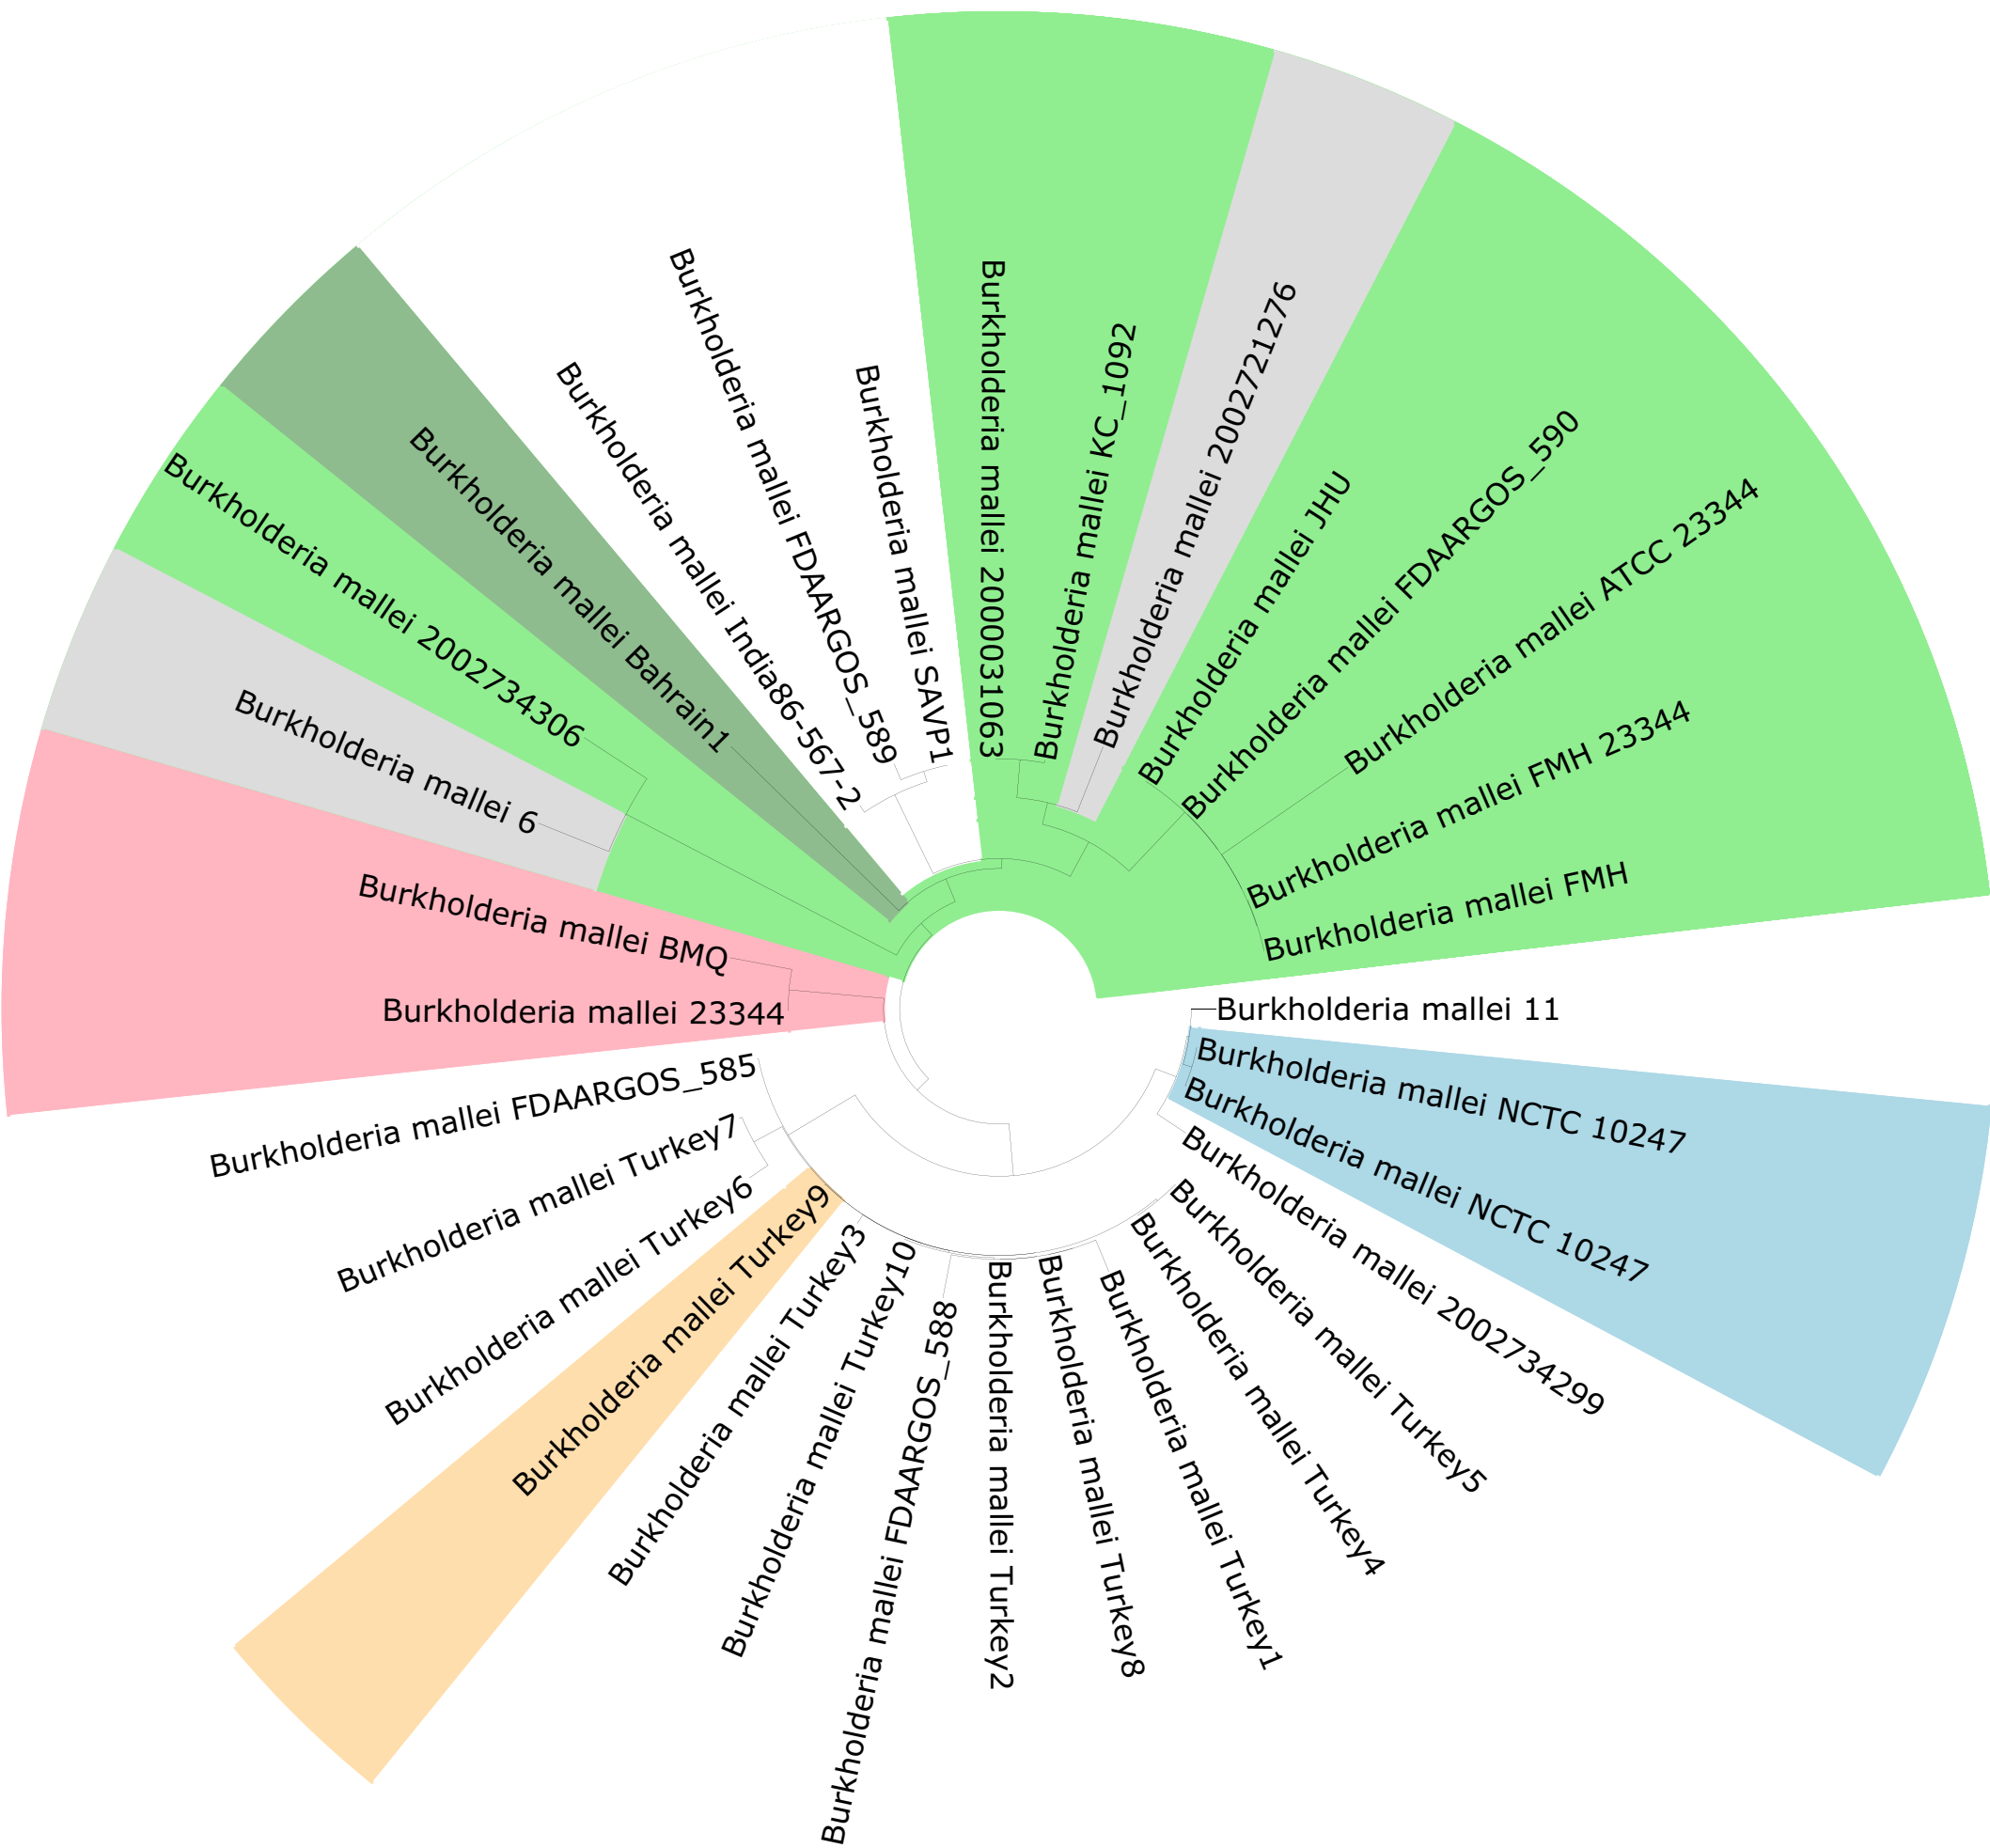 Burkholderia mallei 2000031063
Burkholderia mallei KC_1092
Burkholderia mallei 2002721276
Burkholderia mallei JHU
Burkholderia mallei FDAARGOS_590
Burkholderia mallei ATCC 23344
Burkholderia mallei FMH 23344
Burkholderia mallei FMH
Burkholderia mallei 11
Burkholderia mallei NCTC 10247
Burkholderia mallei NCTC 10247
Burkholderia mallei 2002734299
Burkholderia mallei Turkey5
Burkholderia mallei Turkey4
Burkholderia mallei Turkey1
Burkholderia mallei Turkey8
Burkholderia mallei Turkey2
Burkholderia mallei FDAARGOS_588
Burkholderia mallei Turkey10
Burkholderia mallei Turkey3
Burkholderia mallei Turkey9
Burkholderia mallei Turkey6
Burkholderia mallei Turkey7
Burkholderia mallei FDAARGOS_585
Burkholderia mallei 23344
Burkholderia mallei BMQ
Burkholderia mallei 6
Burkholderia mallei 2002734306
Burkholderia mallei Bahrain1
Burkholderia mallei India86-567-2
Burkholderia mallei FDAARGOS_589
Burkholderia mallei SAVP1